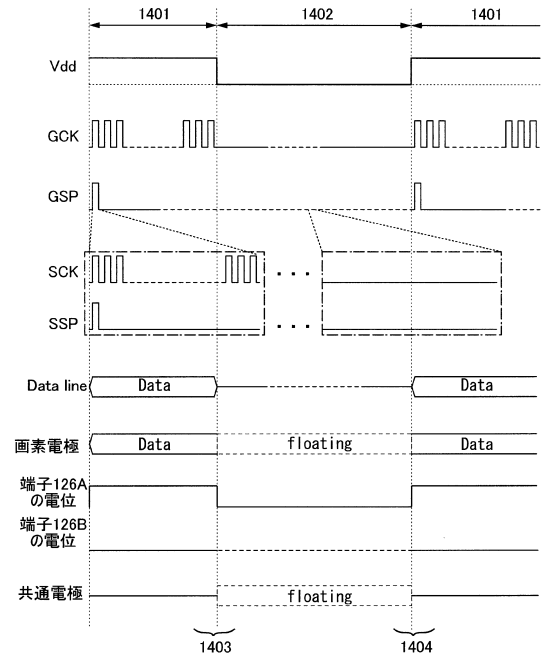 1401 1402 1401
Vdd
GCK
GSP
SCK
SSP
Data line Data Data
画素電極 Data floating Data
端子126A
の電位
端子126B
の電位
共通電極 floating
1403 1404